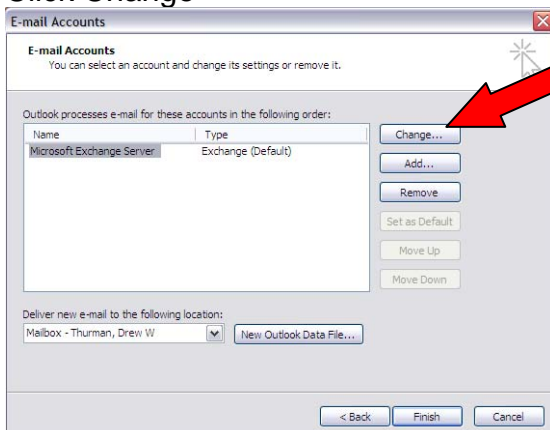 Click Change
E-mail Accounts
E-mail Accounts
You can select an account and change its settings or remove it.
Outlook processes e-mail for these accounts in the following order:
Name Type
Microsoft Exchange Server Exchange (Default)
Change...
Add...
Remove
Set as Default
Move Up
Move Down
Deliver new e-mail to the following location:
Mailbox - Thurman, Drew W
New Outlook Data File...
< Back Finish Cancel